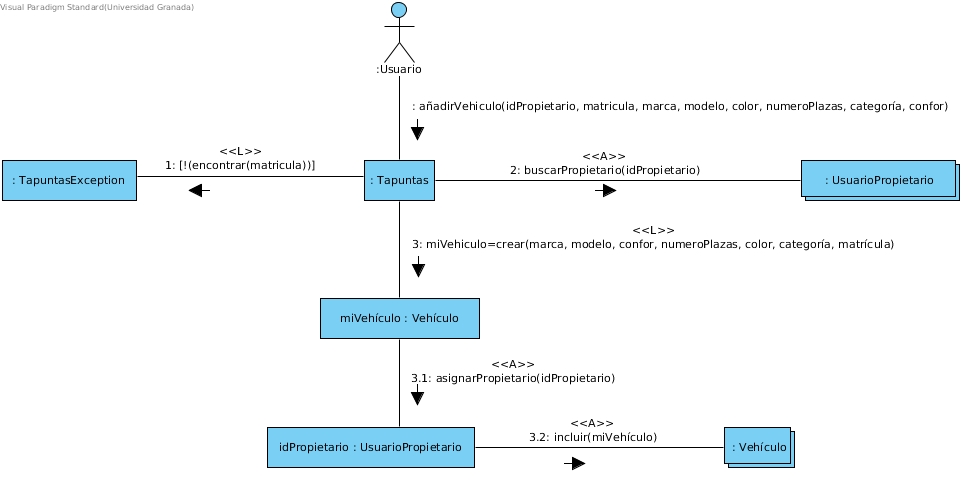 Visual Paradigm Standard(Universidad Granada)
:Usuario
: añadirVehiculo(idPropietario, matricula, marca, modelo, color, numeroPlazas, categoría, confor)
<<L>>
1: [!(encontrar(matricula))]
<<A>>
2: buscarPropietario(idPropietario)
: TapuntasException
: Tapuntas
: UsuarioPropietario
<<L>>
3: miVehiculo=crear(marca, modelo, confor, numeroPlazas, color, categoría, matrícula)
miVehículo : Vehículo
<<A>>
3.1: asignarPropietario(idPropietario)
<<A>>
3.2: incluir(miVehículo)
idPropietario : UsuarioPropietario
: Vehículo